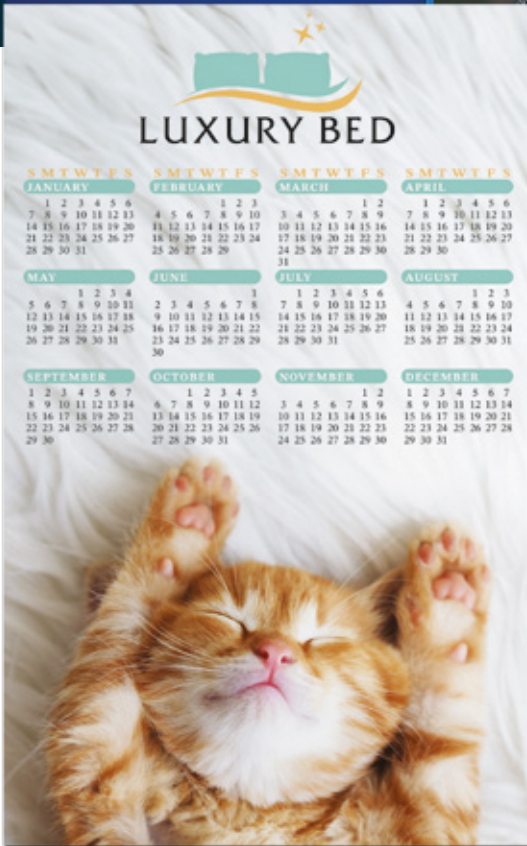 LUXURY BED
S M T W T F S
JANUARY
1 2 3 4 5 6
7 8 9 10 11 12 13
14 15 16 17 18 19 20
21 22 23 24 25 26 27
28 29 30 31
S M T W T F S
FEBRUARY
1 2 3
4 5 6 7 8 9 10
11 12 13 14 15 16 17
18 19 20 21 22 23 24
25 26 27 28 29
S M T W T F S
MARCH
1 2
3 4 5 6 7 8 9
10 11 12 13 14 15 16
17 18 19 20 21 22 23
24 25 26 27 28 29 30
31
S M T W T F S
APRIL
1 2 3 4 5 6
7 8 9 10 11 12 13
14 15 16 17 18 19 20
21 22 23 24 25 26 27
28 29 30
MAY
1 2 3 4
5 6 7 8 9 10 11
12 13 14 15 16 17 18
19 20 21 22 23 24 25
26 27 28 29 30 31
JUNE
1
2 3 4 5 6 7 8
9 10 11 12 13 14 15
16 17 18 19 20 21 22
23 24 25 26 27 28 29
30
JULY
1 2 3 4 5 6
7 8 9 10 11 12 13
14 15 16 17 18 19 20
21 22 23 24 25 26 27
28 29 30 31
AUGUST
1 2 3
4 5 6 7 8 9 10
11 12 13 14 15 16 17
18 19 20 21 22 23 24
25 26 27 28 29 30 31
SEPTEMBER
1 2 3 4 5 6 7
8 9 10 11 12 13 14
15 16 17 18 19 20 21
22 23 24 25 26 27 28
29 30
OCTOBER
1 2 3 4 5
6 7 8 9 10 11 12
13 14 15 16 17 18 19
20 21 22 23 24 25 26
27 28 29 30 31
NOVEMBER
1 2
3 4 5 6 7 8 9
10 11 12 13 14 15 16
17 18 19 20 21 22 23
24 25 26 27 28 29 30
DECEMBER
1 2 3 4 5 6 7
8 9 10 11 12 13 14
15 16 17 18 19 20 21
22 23 24 25 26 27 28
29 30 31